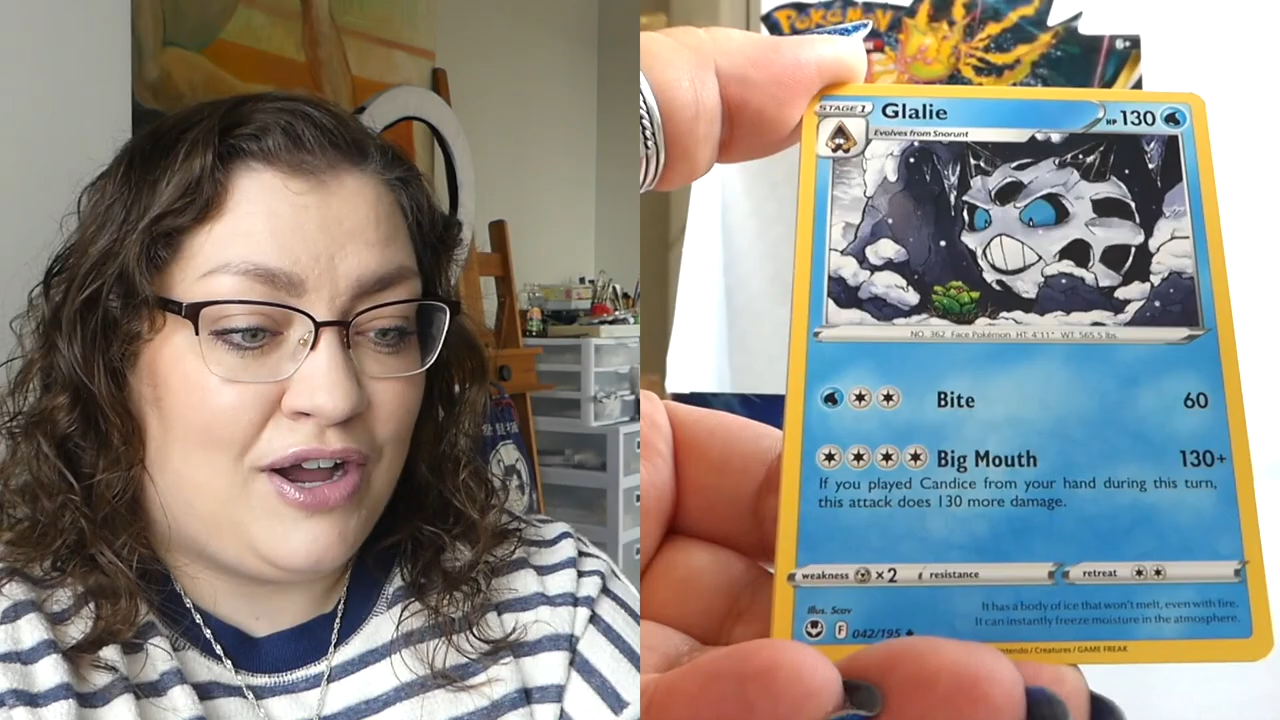 POKÉMON
6+
STAGE 1
Glalie
HP 130
Evolves from Snorunt
NO. 362 Face Pokémon HT: 4'11" WT: 565.5 lbs.
Bite 60
Big Mouth 130+
If you played Candice from your hand during this turn,
this attack does 130 more damage.
weakness ×2 resistance retreat
Illus. Scav
It has a body of ice that won't melt, even with fire.
It can instantly freeze moisture in the atmosphere.
F 042/195
ntendo / Creatures / GAME FREAK